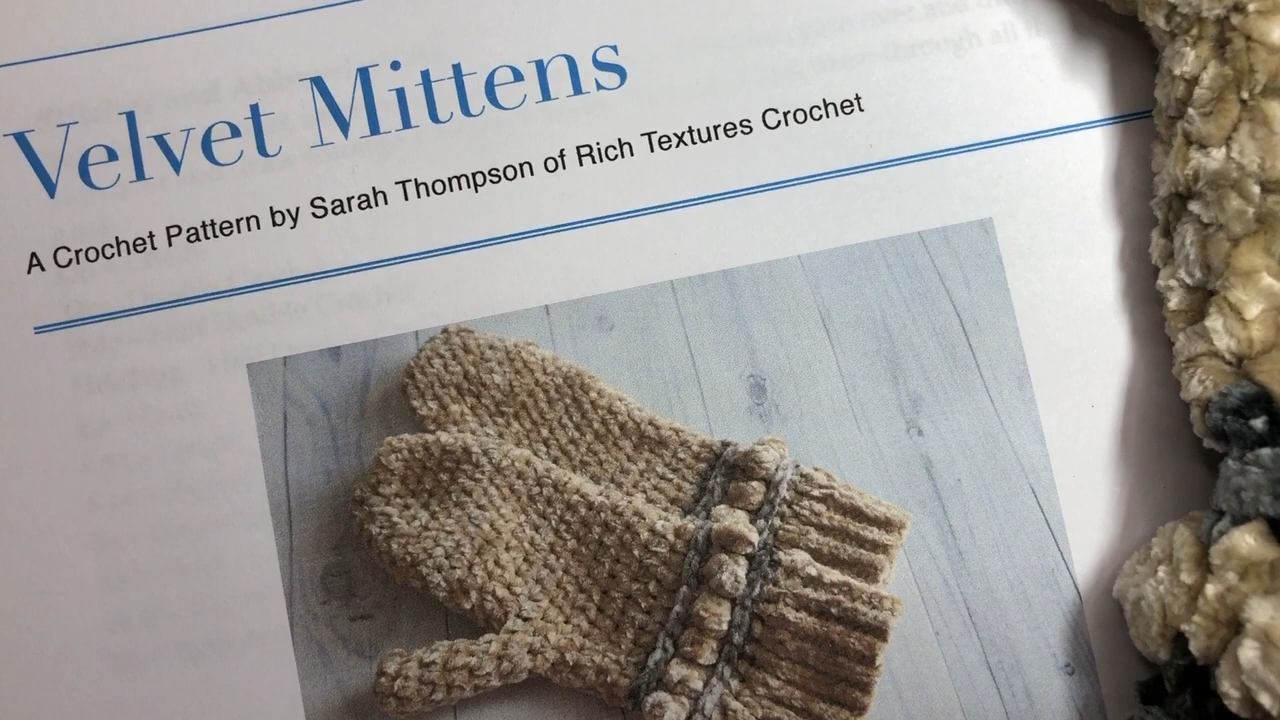 Velvet Mittens
A Crochet Pattern by Sarah Thompson of Rich Textures Crochet